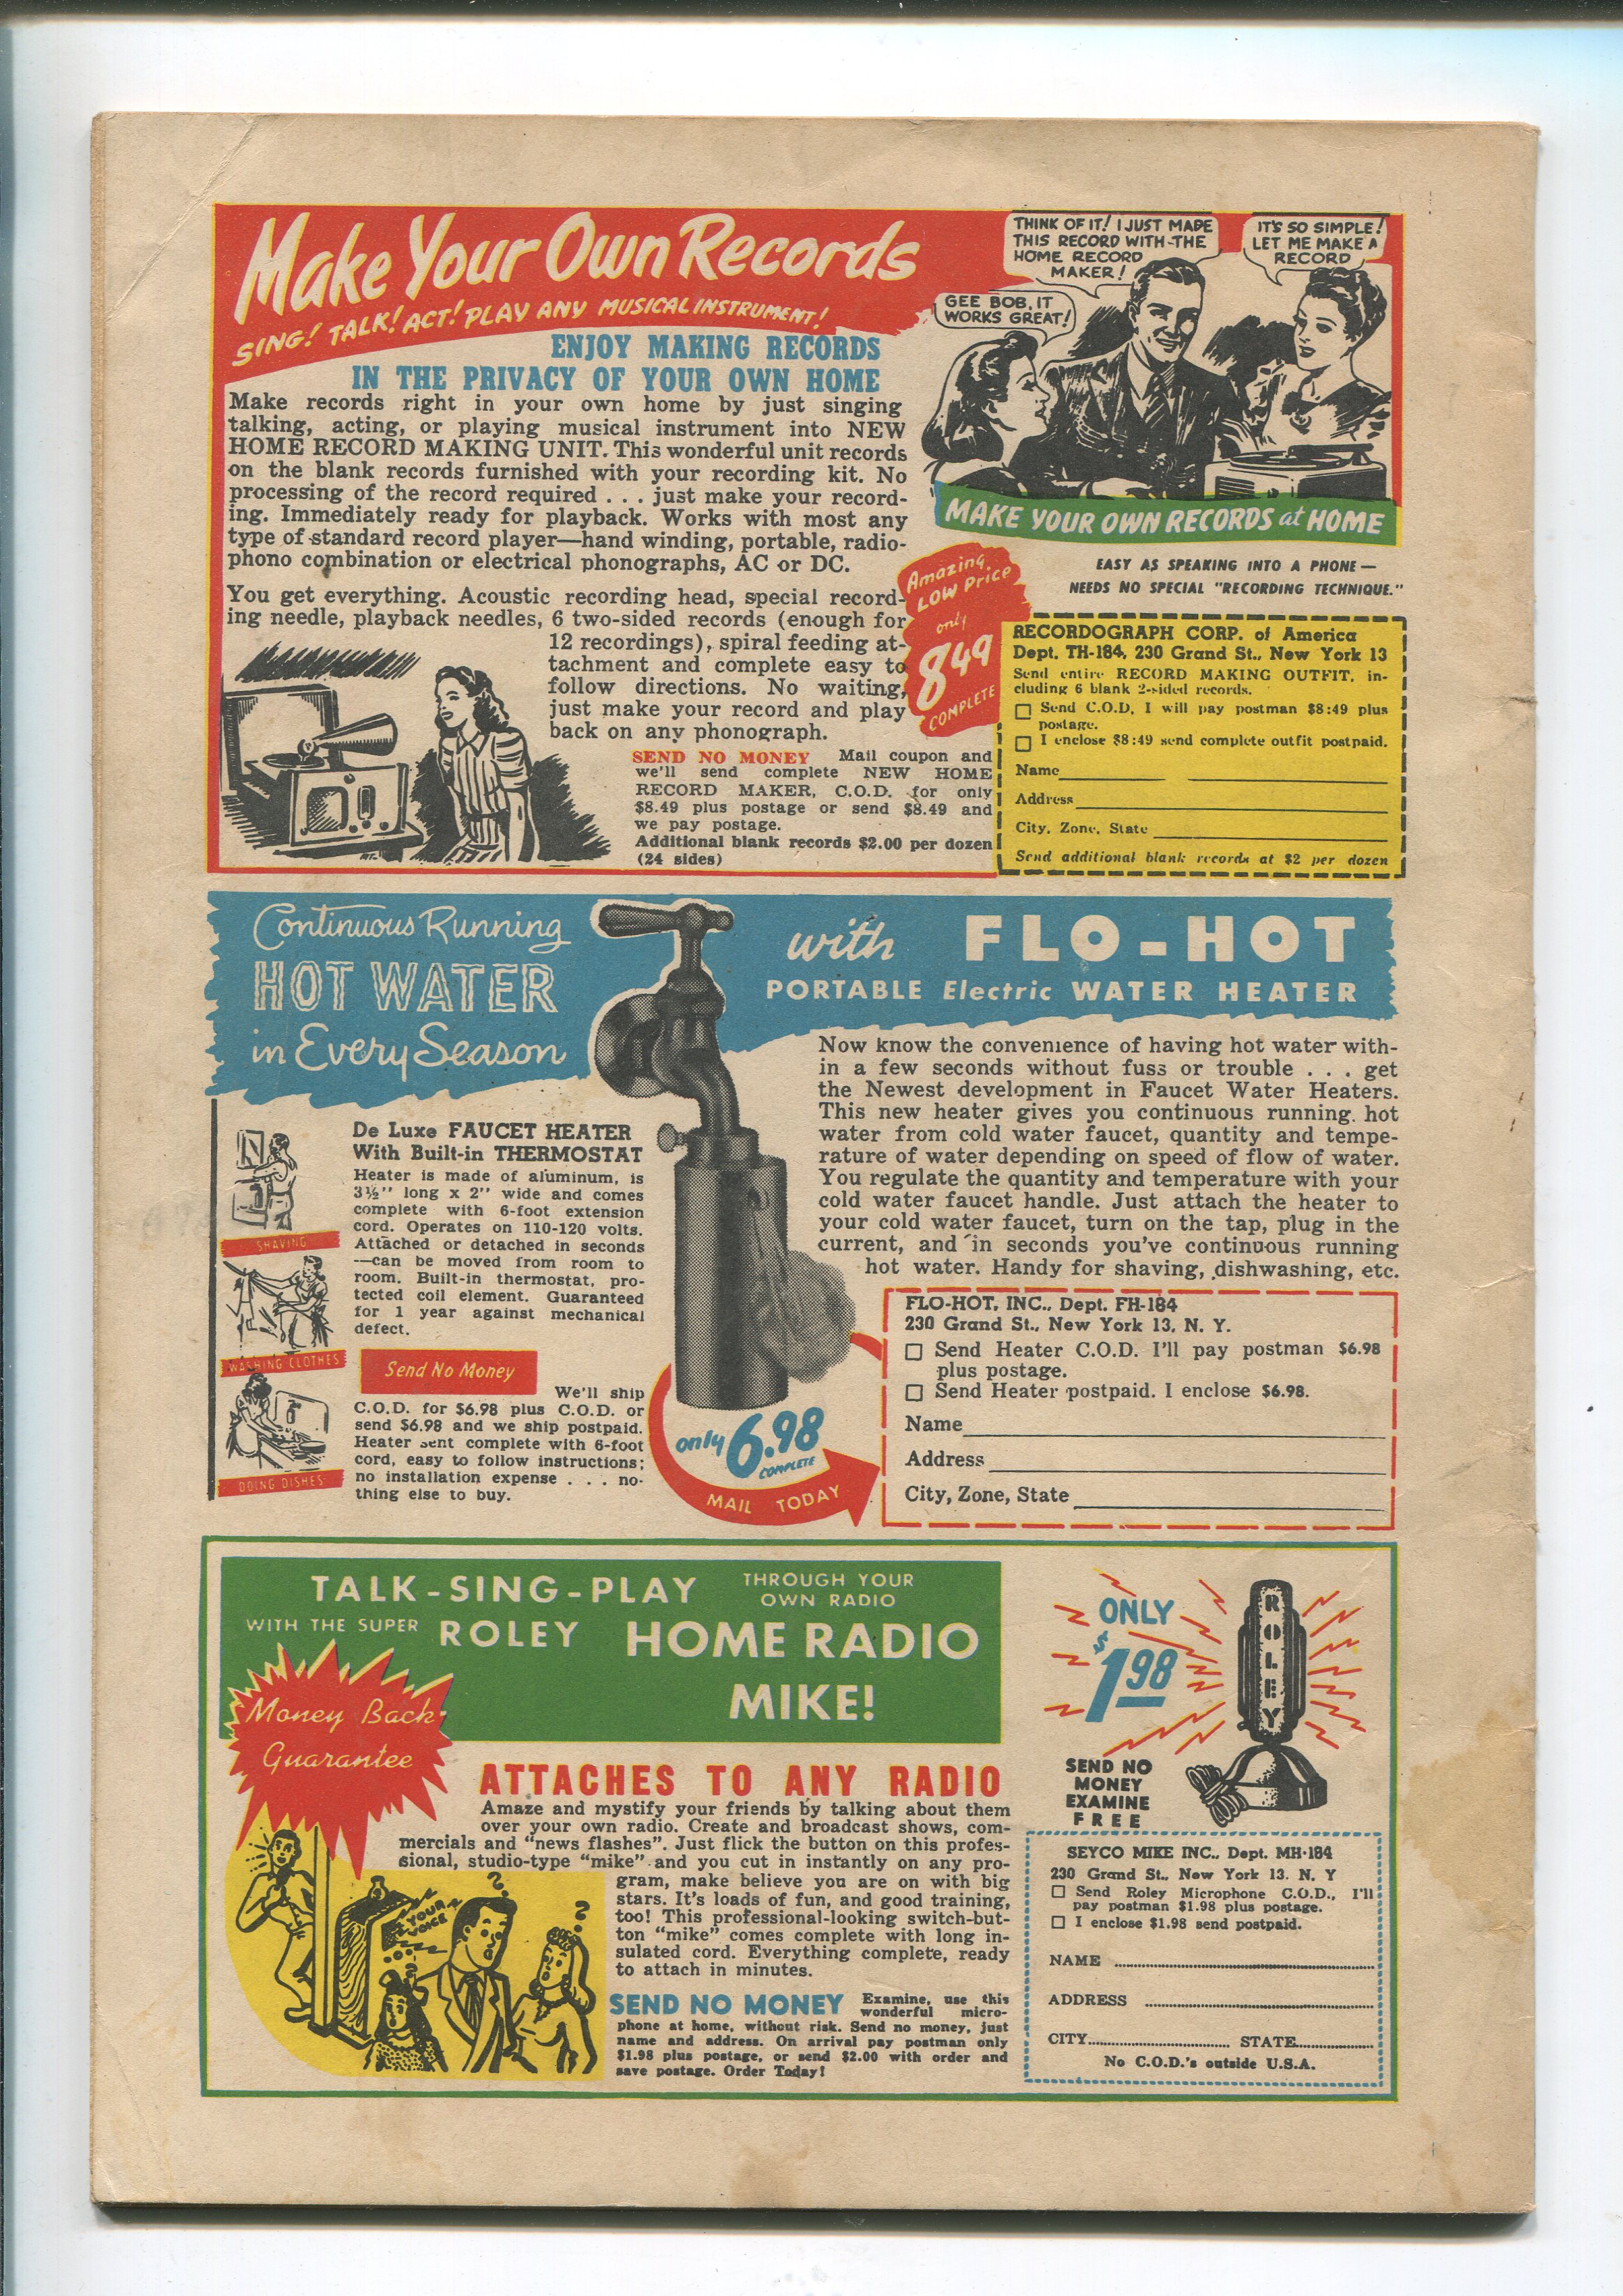 Make Your Own Records
SING! TALK! ACT! PLAY ANY MUSICAL INSTRUMENT!
THINK OF IT! I JUST MADE
THIS RECORD WITH THE
HOME RECORD
MAKER!
IT'S SO SIMPLE!
LET ME MAKE A
RECORD
GEE BOB, IT
WORKS GREAT!
ENJOY MAKING RECORDS
IN THE PRIVACY OF YOUR OWN HOME
Make records right in your own home by just singing
talking, acting, or playing musical instrument into NEW
HOME RECORD MAKING UNIT. This wonderful unit records
on the blank records furnished with your recording kit. No
processing of the record required . . . just make your record-
ing. Immediately ready for playback. Works with most any
type of standard record player—hand winding, portable, radio-
phono combination or electrical phonographs, AC or DC.
You get everything. Acoustic recording head, special record-
ing needle, playback needles, 6 two-sided records (enough for
12 recordings), spiral feeding at-
tachment and complete easy to
follow directions. No waiting,
just make your record and play
back on any phonograph.
SEND NO MONEY Mail coupon and
we'll send complete NEW HOME
RECORD MAKER, C.O.D. for only
$8.49 plus postage or send $8.49 and
we pay postage.
Additional blank records $2.00 per dozen
(24 sides)
MAKE YOUR OWN RECORDS at HOME
EASY AS SPEAKING INTO A PHONE—
NEEDS NO SPECIAL "RECORDING TECHNIQUE."
Amazing
LOW PRICE
only
8 49
COMPLETE
RECORDOGRAPH CORP. of America
Dept. TH-184, 230 Grand St., New York 13
Send entire RECORD MAKING OUTFIT, in-
cluding 6 blank 2-sided records.
☐ Send C.O.D, I will pay postman $8:49 plus
postage.
☐ I enclose $8:49 send complete outfit postpaid.
Name
Address
City, Zone, State
Send additional blank records at $2 per dozen
Continuous Running
HOT WATER
in Every Season
with FLO-HOT
PORTABLE Electric WATER HEATER
Now know the convenience of having hot water with-
in a few seconds without fuss or trouble . . . get
the Newest development in Faucet Water Heaters.
This new heater gives you continuous running. hot
water from cold water faucet, quantity and tempe-
rature of water depending on speed of flow of water.
You regulate the quantity and temperature with your
cold water faucet handle. Just attach the heater to
your cold water faucet, turn on the tap, plug in the
current, and in seconds you've continuous running
hot water. Handy for shaving, dishwashing, etc.
De Luxe FAUCET HEATER
With Built-in THERMOSTAT
Heater is made of aluminum, is
3½" long x 2" wide and comes
complete with 6-foot extension
cord. Operates on 110-120 volts.
Attached or detached in seconds
—can be moved from room to
room. Built-in thermostat, pro-
tected coil element. Guaranteed
for 1 year against mechanical
defect.
SHAVING
WASHING CLOTHES
DOING DISHES
Send No Money
We'll ship
C.O.D. for $6.98 plus C.O.D. or
send $6.98 and we ship postpaid.
Heater sent complete with 6-foot
cord, easy to follow instructions;
no installation expense . . . no-
thing else to buy.
only 6.98
COMPLETE
MAIL TODAY
FLO-HOT, INC., Dept. FH-184
230 Grand St., New York 13, N. Y.
☐ Send Heater C.O.D. I'll pay postman $6.98
plus postage.
☐ Send Heater postpaid. I enclose $6.98.
Name
Address
City, Zone, State
TALK-SING-PLAY THROUGH YOUR
OWN RADIO
WITH THE SUPER ROLEY HOME RADIO
MIKE!
Money Back
Guarantee
ONLY
$1 98
ROLEY
SEND NO
MONEY
EXAMINE
FREE
ATTACHES TO ANY RADIO
Amaze and mystify your friends by talking about them
over your own radio. Create and broadcast shows, com-
mercials and "news flashes". Just flick the button on this profes-
sional, studio-type "mike" and you cut in instantly on any pro-
gram, make believe you are on with big
stars. It's loads of fun, and good training,
too! This professional-looking switch-but-
ton "mike" comes complete with long in-
sulated cord. Everything complete, ready
to attach in minutes.
YOUR
VOICE
?
?
?
SEND NO MONEY Examine, use this
wonderful micro-
phone at home, without risk. Send no money, just
name and address. On arrival pay postman only
$1.98 plus postage, or send $2.00 with order and
save postage. Order Today!
SEYCO MIKE INC., Dept. MH-184
230 Grand St., New York 13, N. Y
☐ Send Roley Microphone C.O.D., I'll
pay postman $1.98 plus postage.
☐ I enclose $1.98 send postpaid.
NAME
ADDRESS
CITY STATE
No C.O.D.'s outside U.S.A.